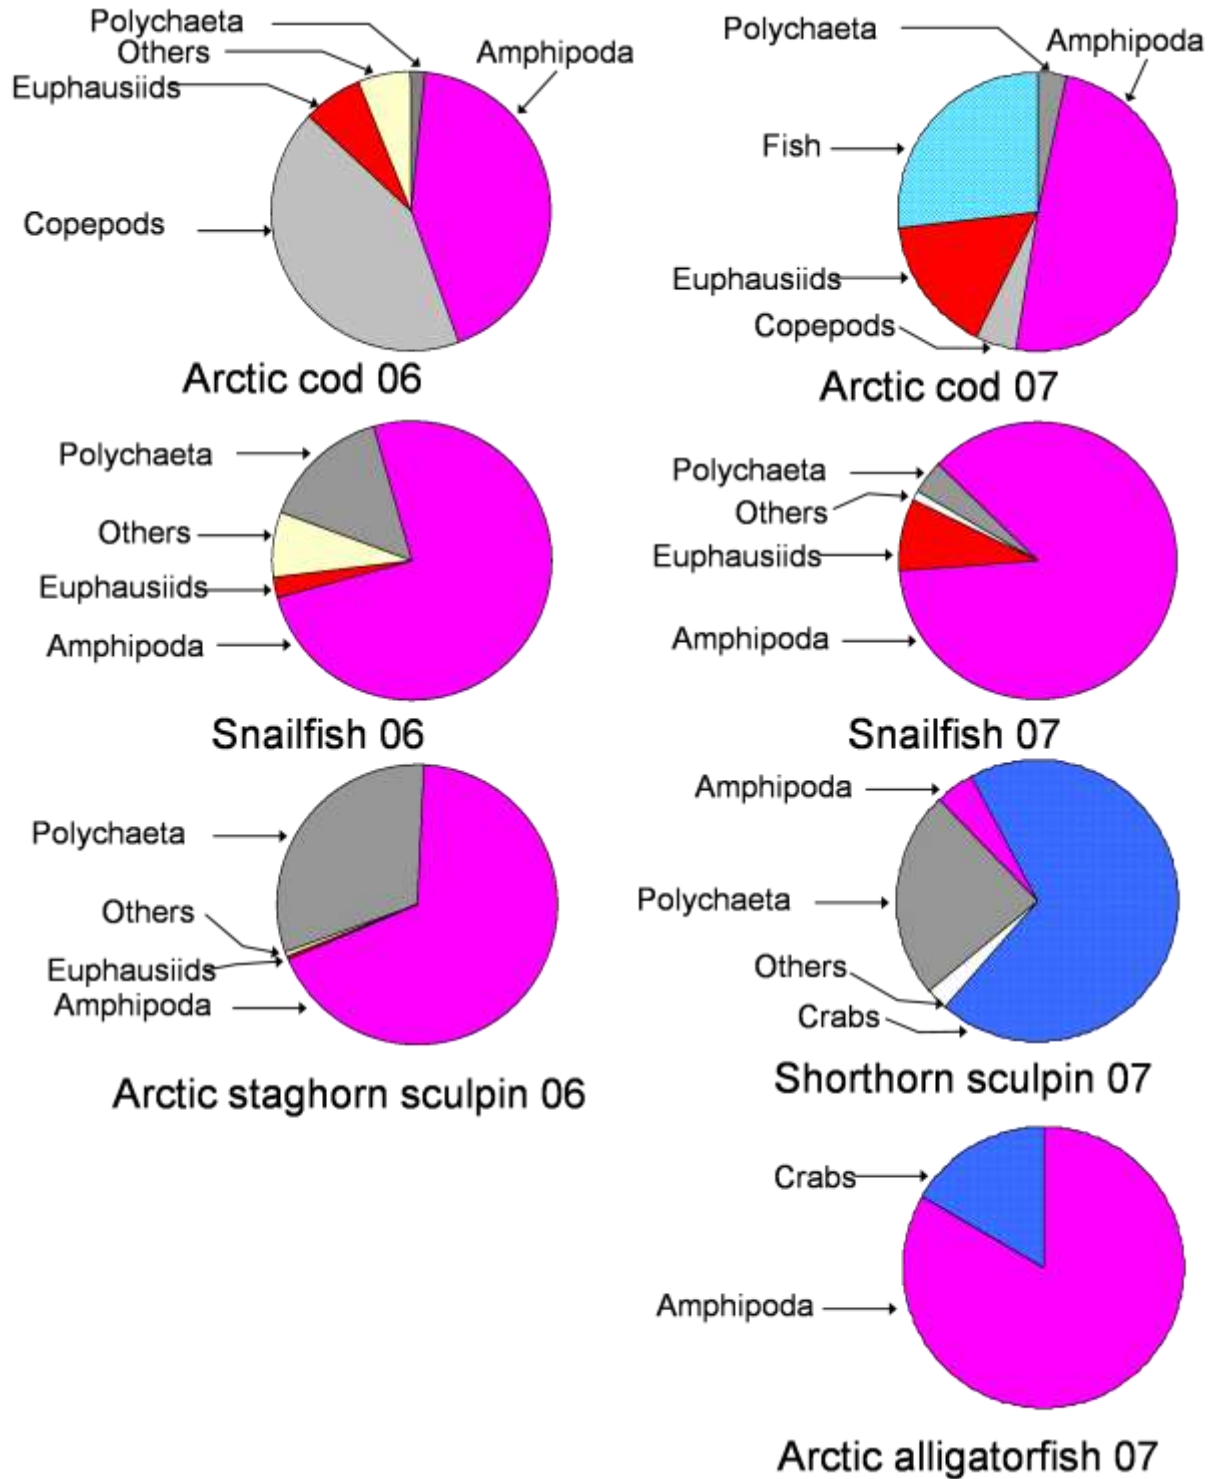 Polychaeta
Others
Amphipoda
Euphausiids
Copepods
Arctic cod 06
Polychaeta
Amphipoda
Fish
Euphausiids
Copepods
Arctic cod 07
Polychaeta
Others
Euphausiids
Amphipoda
Snailfish 06
Polychaeta
Others
Euphausiids
Amphipoda
Snailfish 07
Polychaeta
Others
Euphausiids
Amphipoda
Arctic staghorn sculpin 06
Amphipoda
Polychaeta
Others
Crabs
Shorthorn sculpin 07
Crabs
Amphipoda
Arctic alligatorfish 07